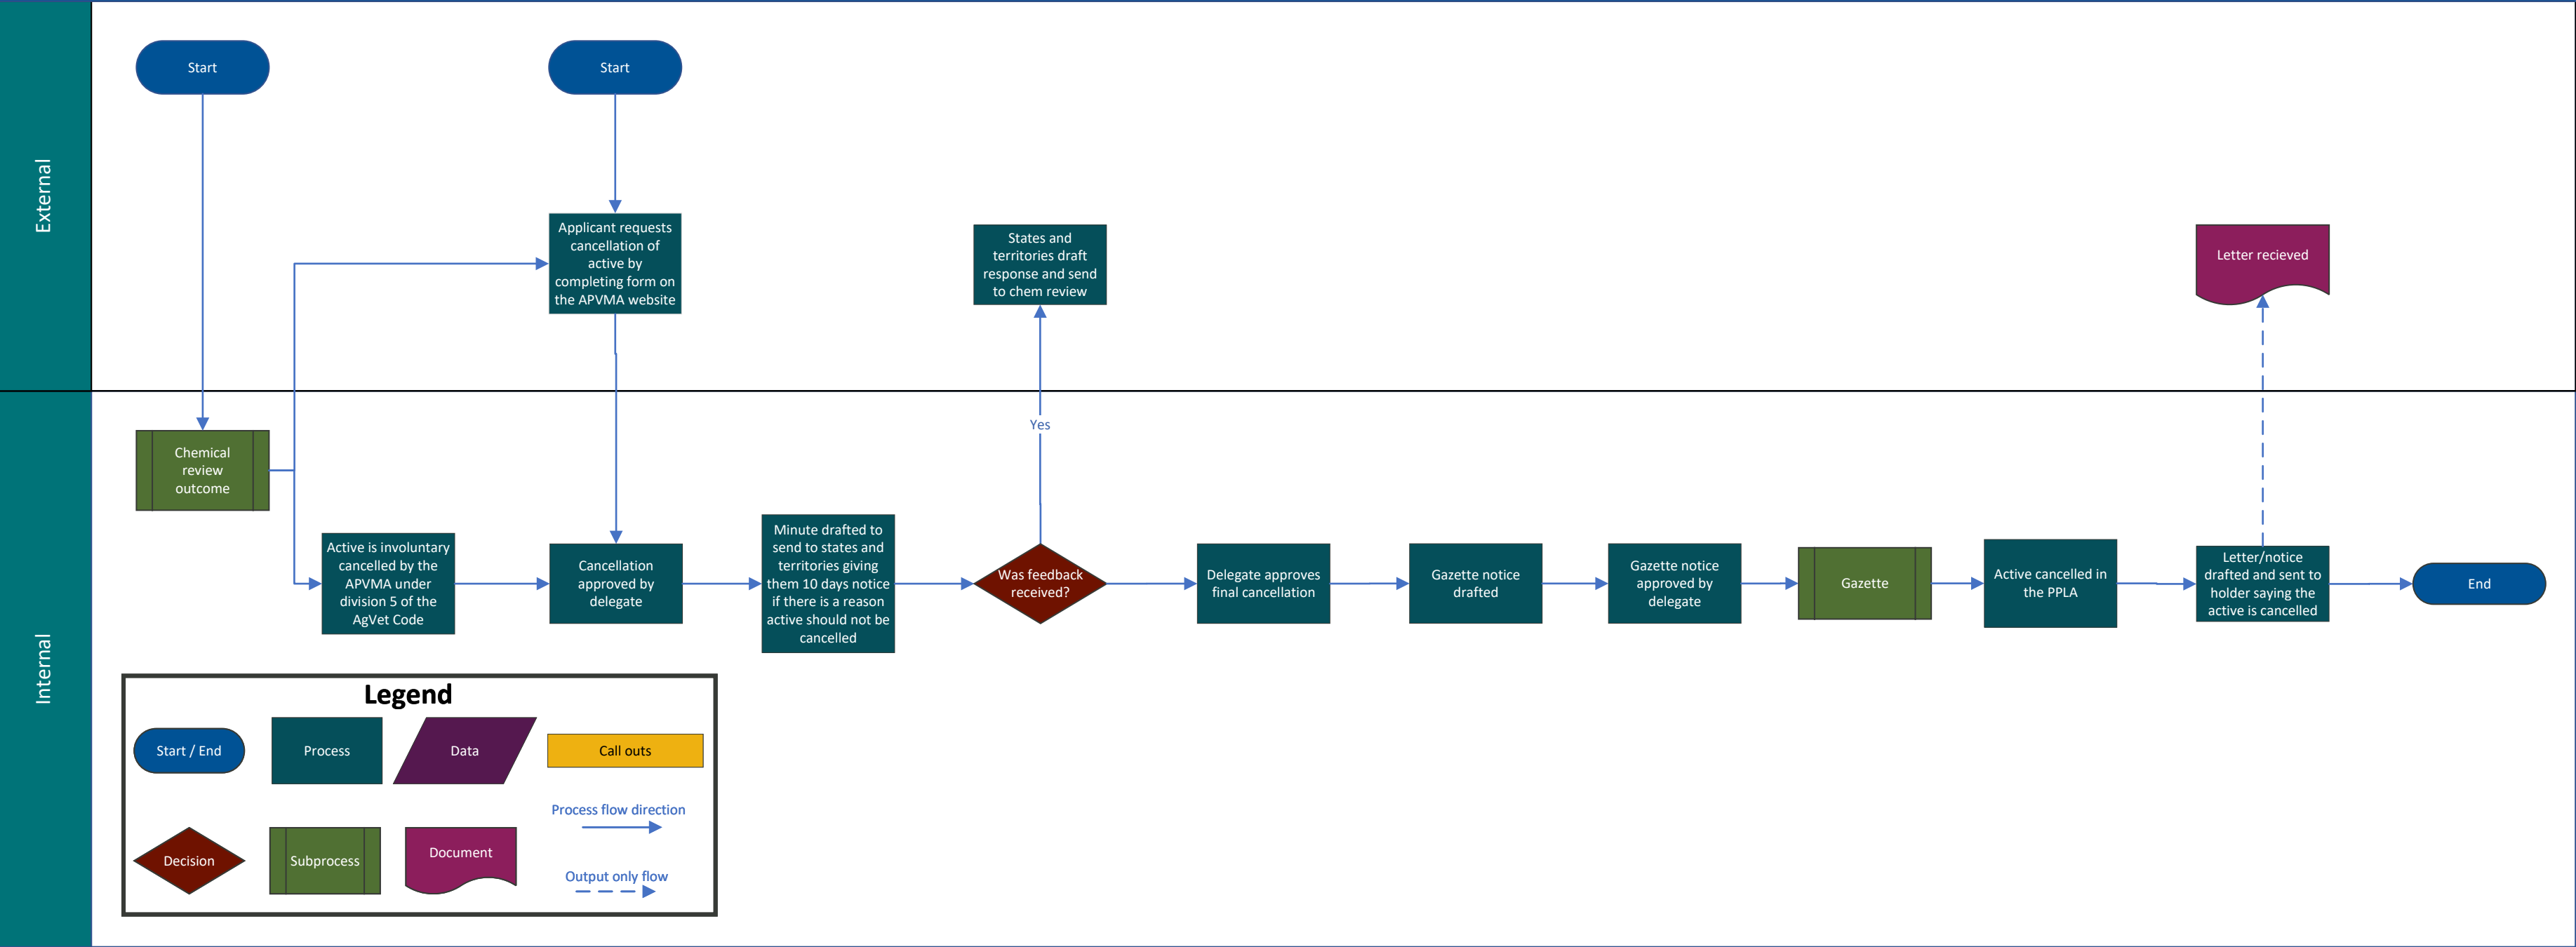 External
Start
Start
Applicant requests
cancellation of
active by
completing form on
the APVMA website
States and
territories draft
response and send
to chem review
Letter recieved
Internal
Yes
Chemical
review
outcome
Active is involuntary
cancelled by the
APVMA under
division 5 of the
AgVet Code
Cancellation
approved by
delegate
Minute drafted to
send to states and
territories giving
them 10 days notice
if there is a reason
active should not be
cancelled
Was feedback
received?
Delegate approves
final cancellation
Gazette notice
drafted
Gazette notice
approved by
delegate
Gazette
Active cancelled in
the PPLA
Letter/notice
drafted and sent to
holder saying the
active is cancelled
End
Legend
Start / End
Process
Data
Call outs
Process flow direction
Decision
Subprocess
Document
Output only flow